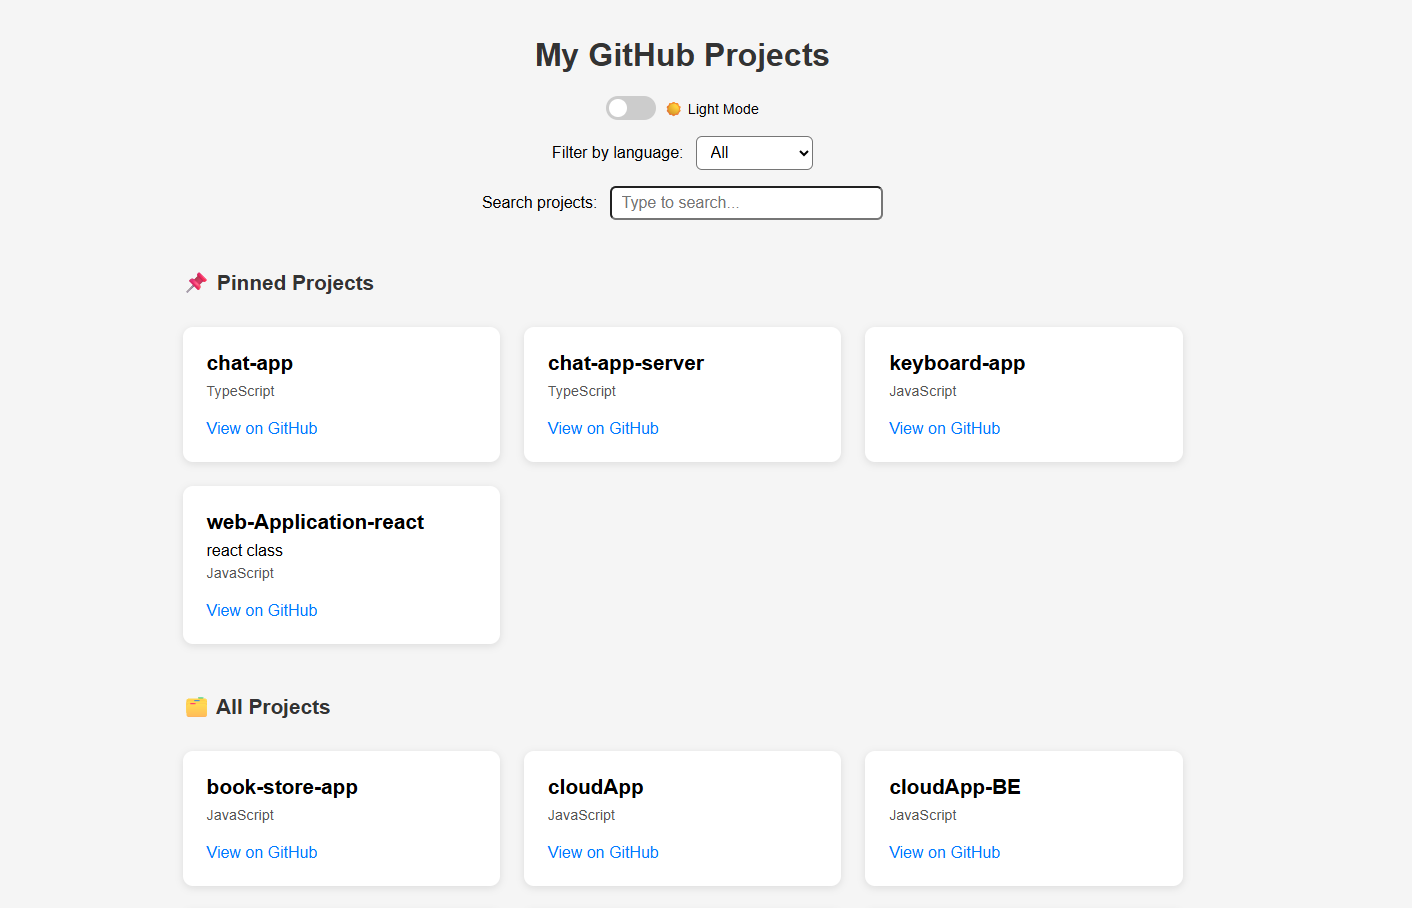 My GitHub Projects
Light Mode
Filter by language: All
Search projects: Type to search...
Pinned Projects
chat-app
TypeScript
View on GitHub
chat-app-server
TypeScript
View on GitHub
keyboard-app
JavaScript
View on GitHub
web-Application-react
react class
JavaScript
View on GitHub
All Projects
book-store-app
JavaScript
View on GitHub
cloudApp
JavaScript
View on GitHub
cloudApp-BE
JavaScript
View on GitHub